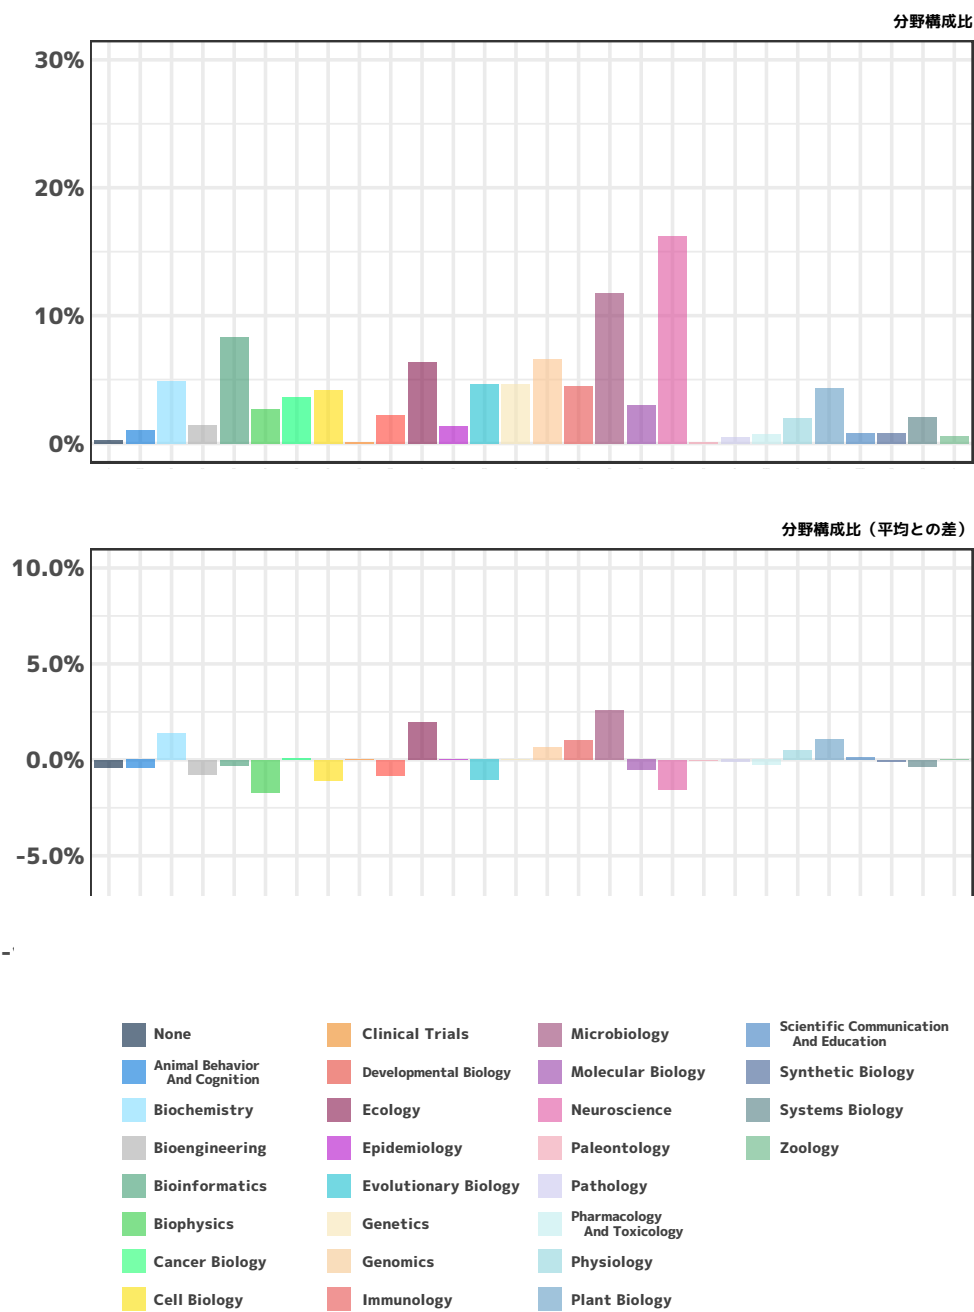 分野構成比
30%
20%
10%
0%
分野構成比（平均との差）
10.0%
5.0%
0.0%
-5.0%
None
Animal Behavior
And Cognition
Biochemistry
Bioengineering
Bioinformatics
Biophysics
Cancer Biology
Cell Biology
Clinical Trials
Developmental Biology
Ecology
Epidemiology
Evolutionary Biology
Genetics
Genomics
Immunology
Microbiology
Molecular Biology
Neuroscience
Paleontology
Pathology
Pharmacology
And Toxicology
Physiology
Plant Biology
Scientific Communication
And Education
Synthetic Biology
Systems Biology
Zoology